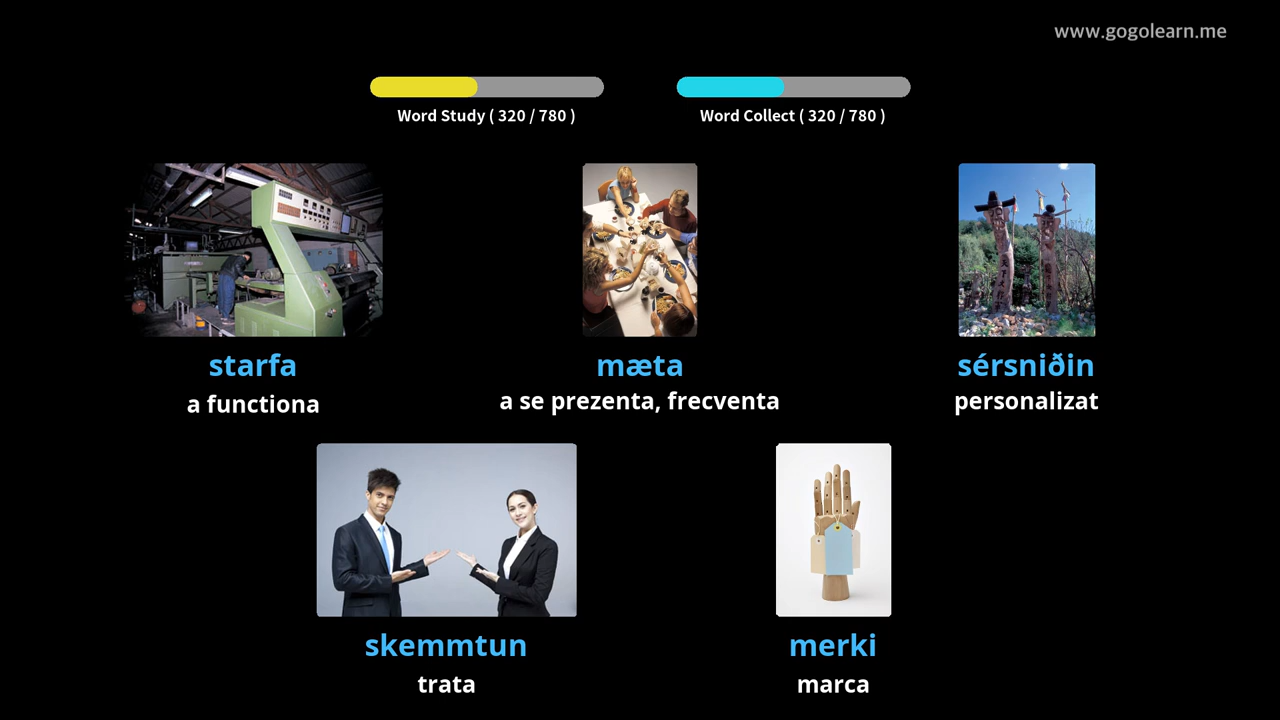 www.gogolearn.me
Word Study ( 320 / 780 )
Word Collect ( 320 / 780 )
starfa
a functiona
mæta
a se prezenta, frecventa
sérsniðin
personalizat
skemmtun
trata
merki
marca